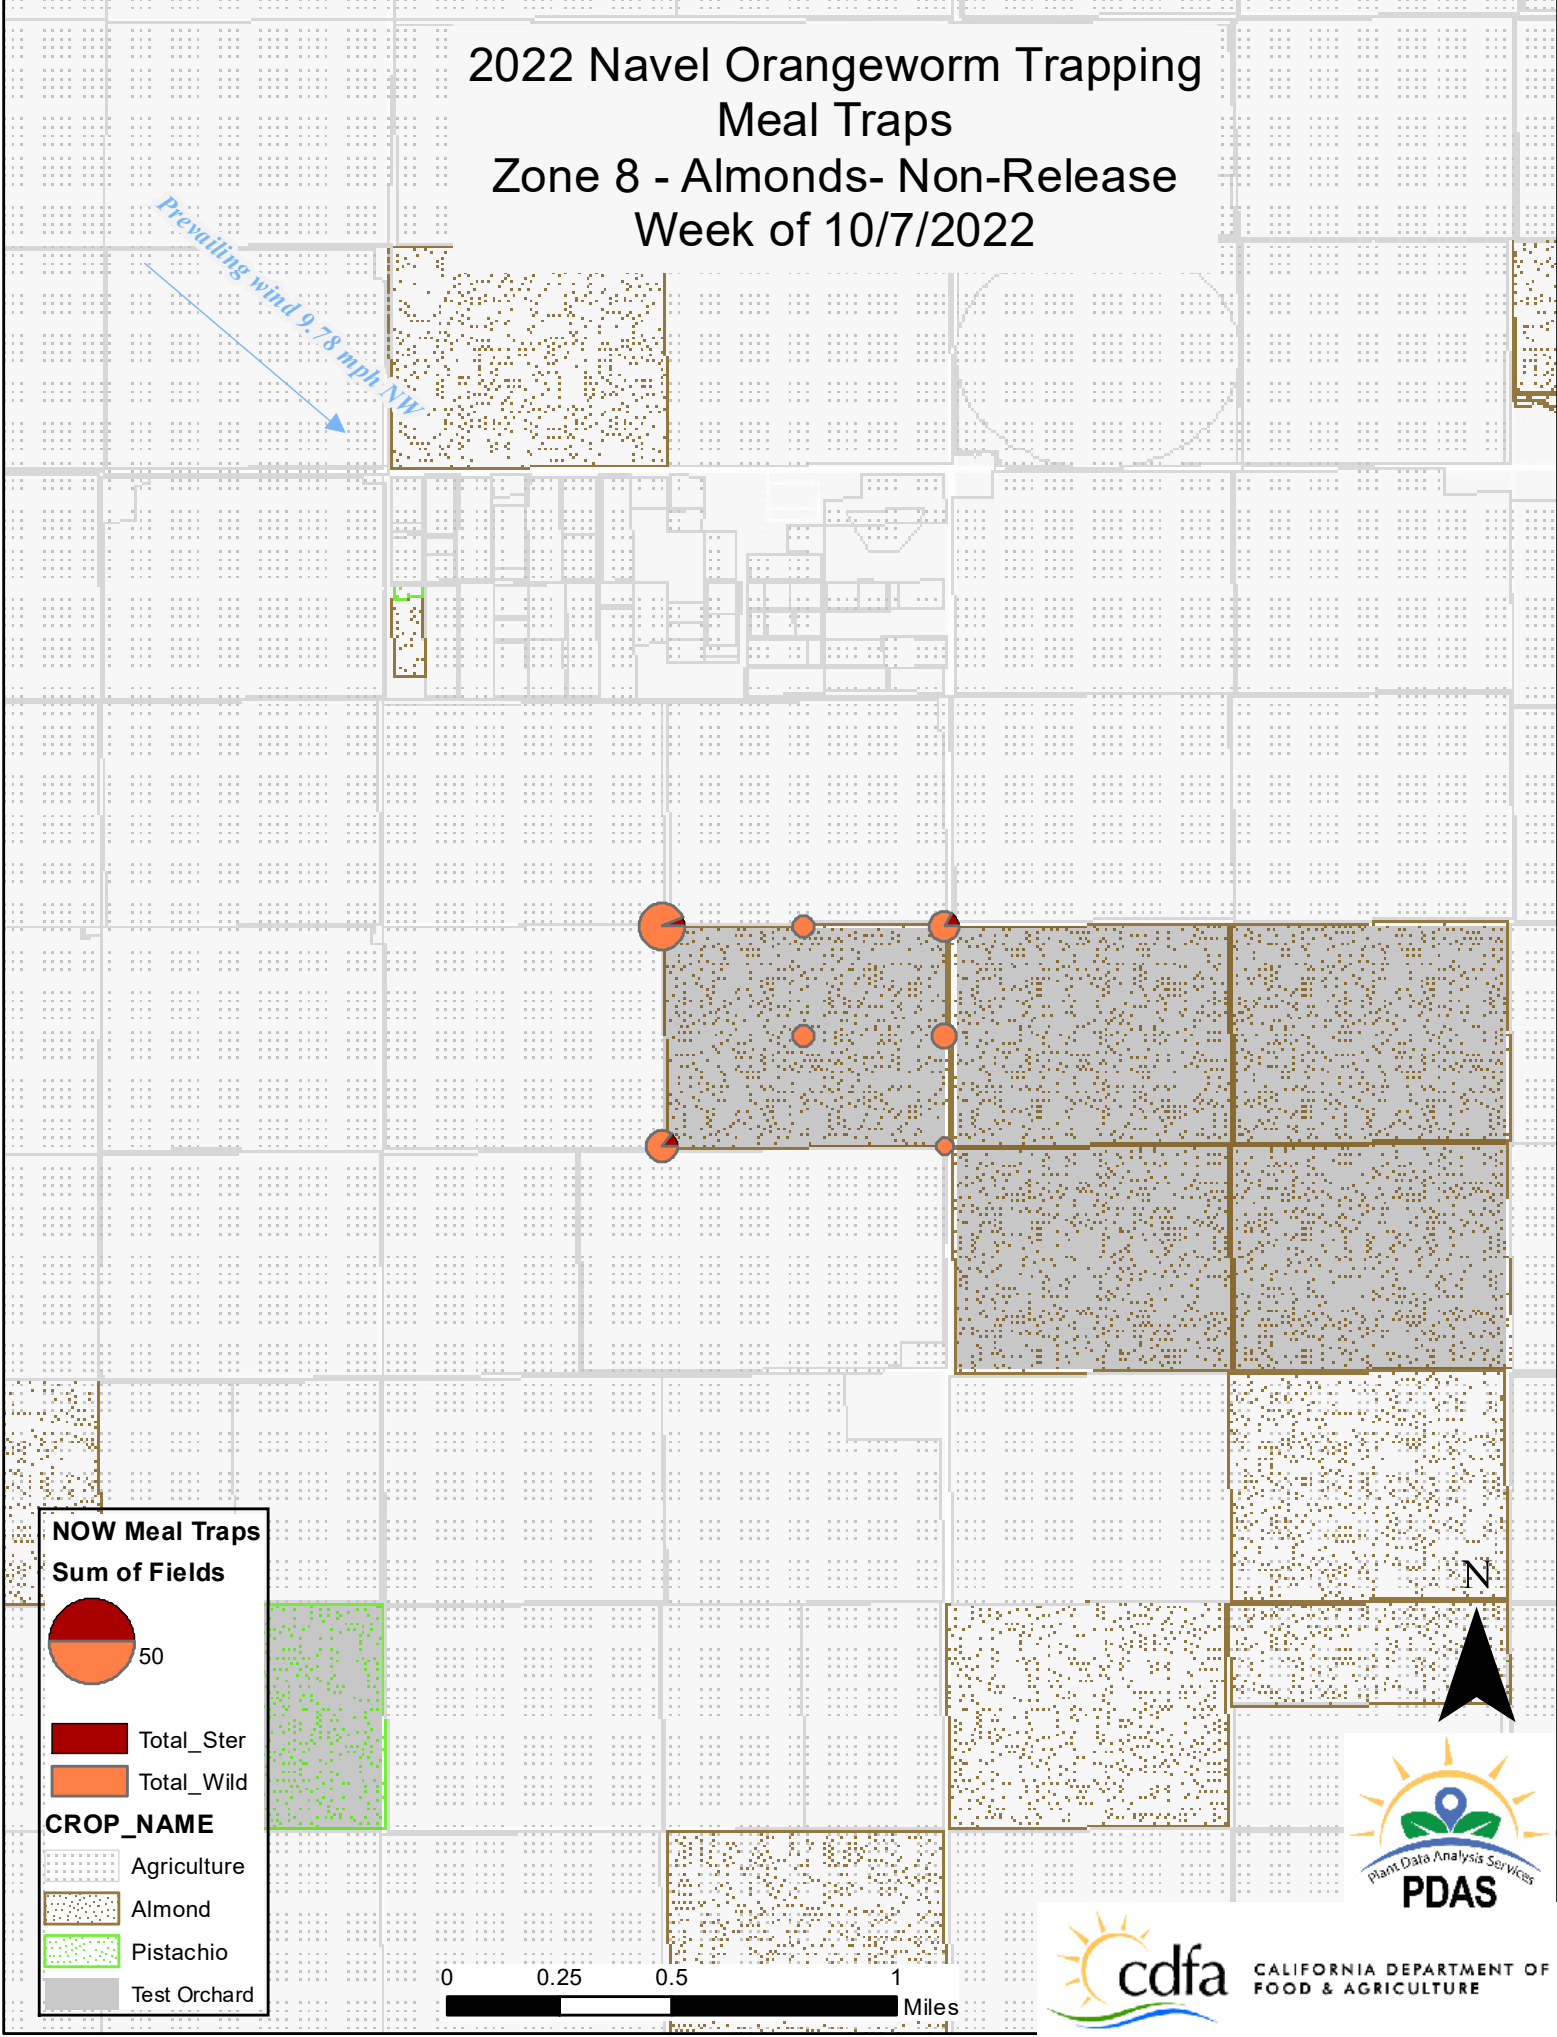 2022 Navel Orangeworm Trapping
Meal Traps
Zone 8 - Almonds- Non-Release
Week of 10/7/2022
Prevailing wind 9.78 mph NW
NOW Meal Traps
Sum of Fields
50
Total_Ster
Total_Wild
CROP_NAME
Agriculture
Almond
Pistachio
Test Orchard
0 0.25 0.5 1
Miles
N
Plant Data Analysis Services
PDAS
cdfa
CALIFORNIA DEPARTMENT OF
FOOD & AGRICULTURE